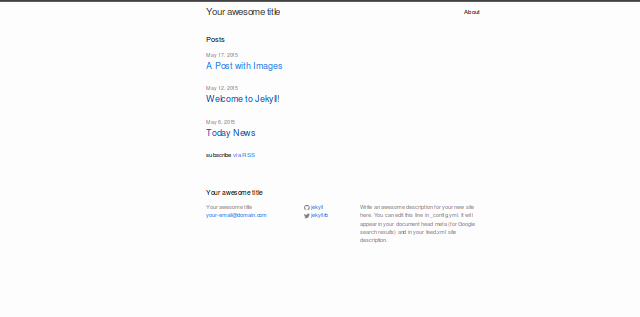 Your awesome title
About
Posts
May 17, 2015
A Post with Images
May 12, 2015
Welcome to Jekyll!
May 6, 2015
Today News
subscribe via RSS
Your awesome title
Your awesome title
your-email@domain.com
jekyll
jekyllrb
Write an awesome description for your new site
here. You can edit this line in _config.yml. It will
appear in your document head meta (for Google
search results) and in your feed.xml site
description.